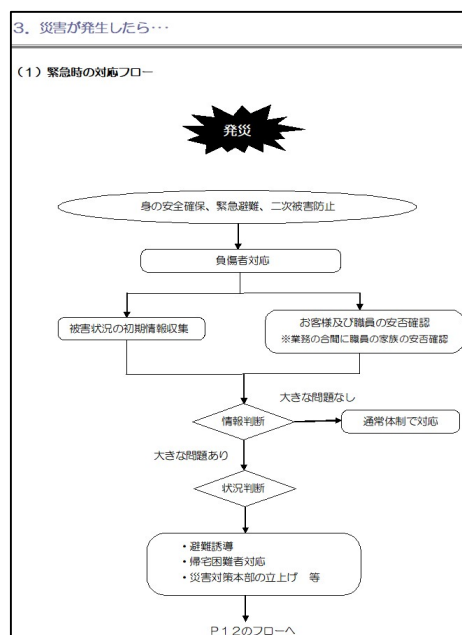 3．災害が発生したら･･･
(1)緊急時の対応フロー
発災
身の安全確保、緊急避難、二次被害防止
負傷者対応
被害状況の初期情報収集
お客様及び職員の安否確認
※業務の合間に職員の家族の安否確認
大きな問題なし
情報判断
通常体制で対応
大きな問題あり
状況判断
・避難誘導
・帰宅困難者対応
・災害対策本部の立上げ 等
P12のフローへ